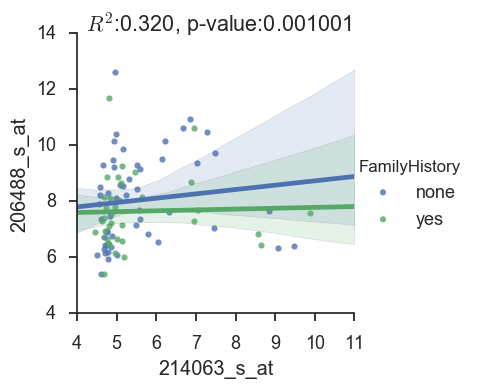 R²:0.320, p-value:0.001001
14
12
10
8
6
4
206488_s_at
4 5 6 7 8 9 10 11
214063_s_at
FamilyHistory
none
yes